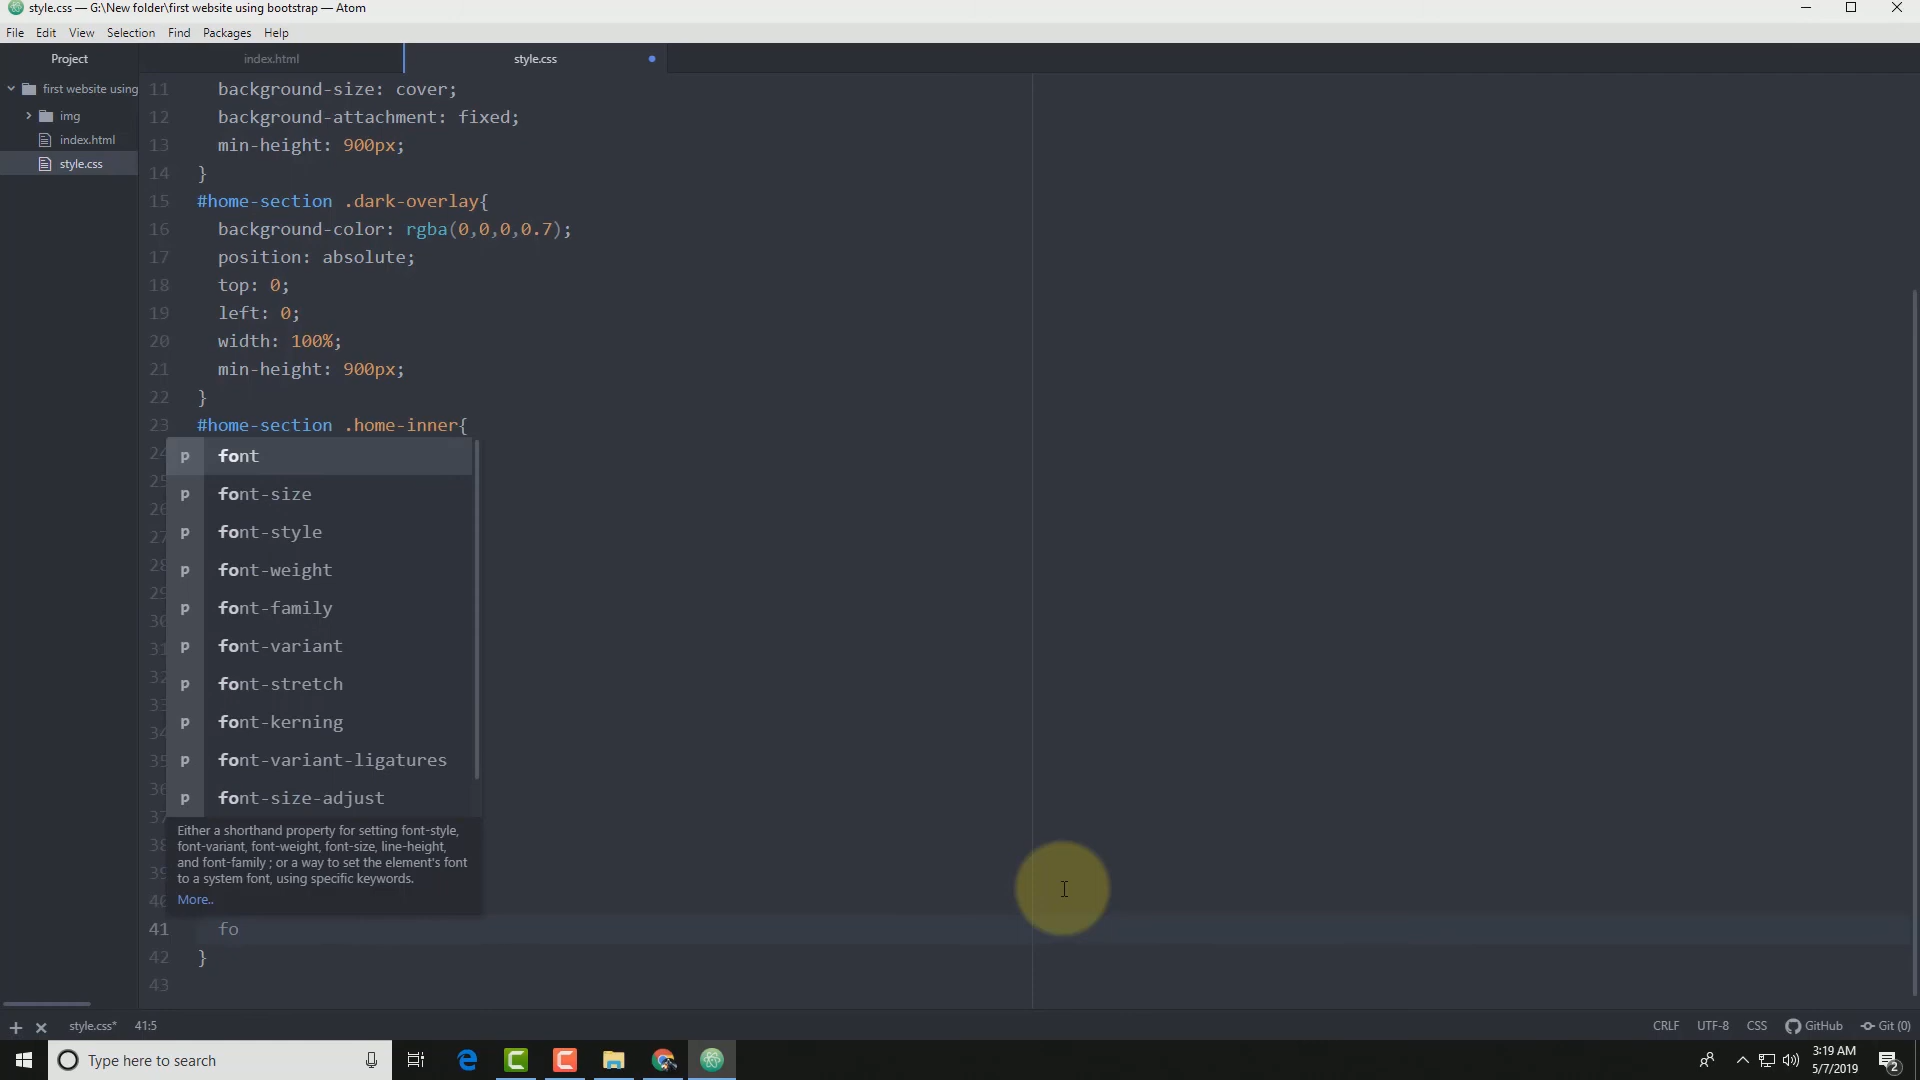 style.css — G:\New folder\first website using bootstrap — Atom
File Edit View Selection Find Packages Help
Project
index.html
style.css
first website using
img
index.html
style.css
11 background-size: cover;
12 background-attachment: fixed;
13 min-height: 900px;
14 }
15 #home-section .dark-overlay{
16 background-color: rgba(0,0,0,0.7);
17 position: absolute;
18 top: 0;
19 left: 0;
20 width: 100%;
21 min-height: 900px;
22 }
23 #home-section .home-inner{
p font
p font-size
p font-style
p font-weight
p font-family
p font-variant
p font-stretch
p font-kerning
p font-variant-ligatures
p font-size-adjust
Either a shorthand property for setting font-style,
font-variant, font-weight, font-size, line-height,
and font-family ; or a way to set the element's font
to a system font, using specific keywords.
More..
41 fo
42 }
43
style.css* 41:5
CRLF UTF-8 CSS GitHub Git (0)
Type here to search
3:19 AM
5/7/2019
2